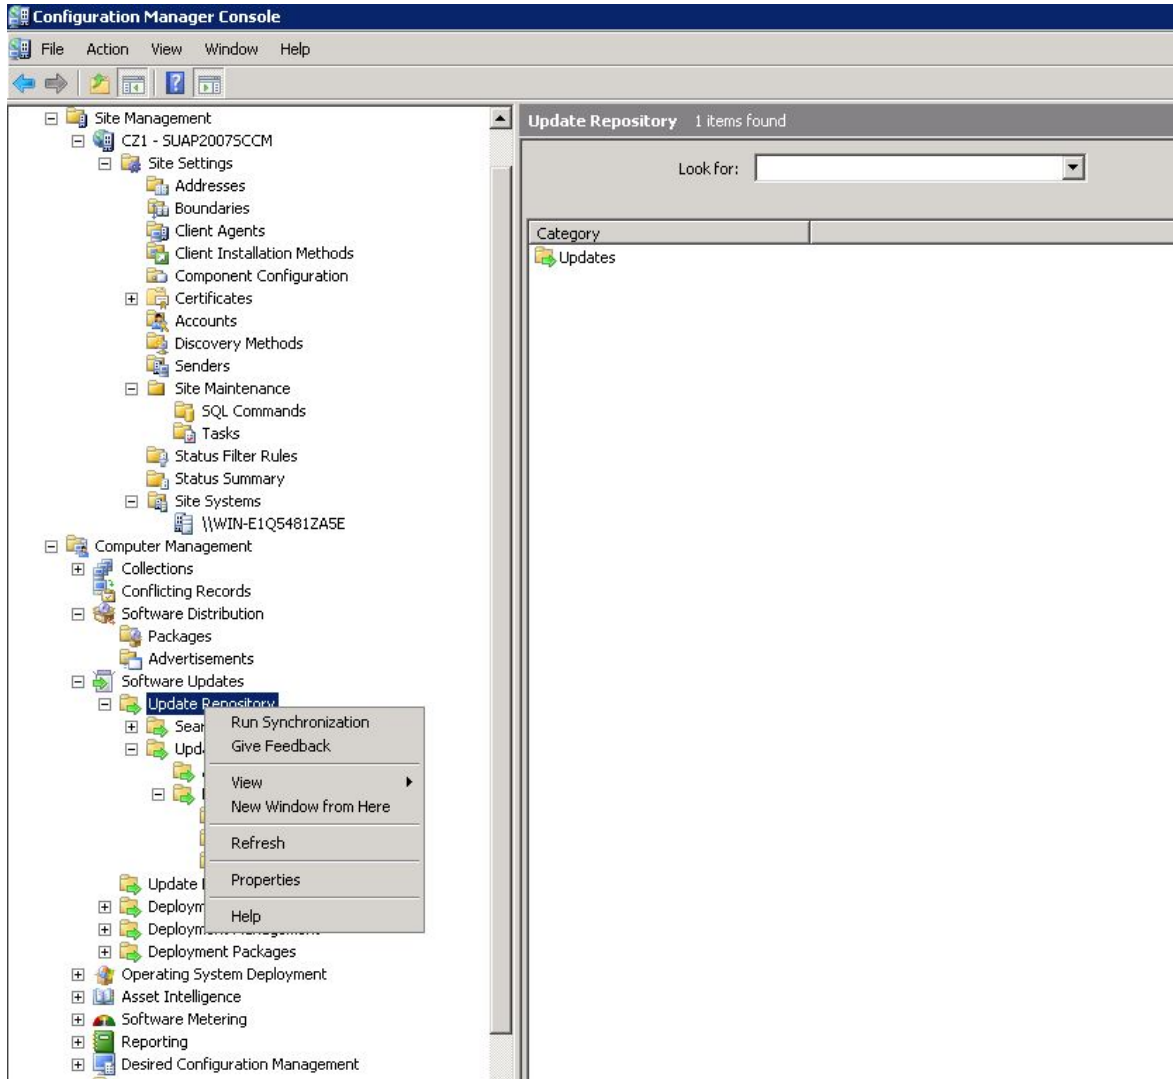 Configuration Manager Console
File Action View Window Help
Site Management
CZ1 - SUAP2007SCCM
Site Settings
Addresses
Boundaries
Client Agents
Client Installation Methods
Component Configuration
Certificates
Accounts
Discovery Methods
Senders
Site Maintenance
SQL Commands
Tasks
Status Filter Rules
Status Summary
Site Systems
\\WIN-E1Q5481ZA5E
Computer Management
Collections
Conflicting Records
Software Distribution
Packages
Advertisements
Software Updates
Update Repository
Sear
Upd
Update
Deploym
Deployment Management
Deployment Packages
Operating System Deployment
Asset Intelligence
Software Metering
Reporting
Desired Configuration Management
Run Synchronization
Give Feedback
View
New Window from Here
Refresh
Properties
Help
Update Repository 1 items found
Look for:
Category
Updates